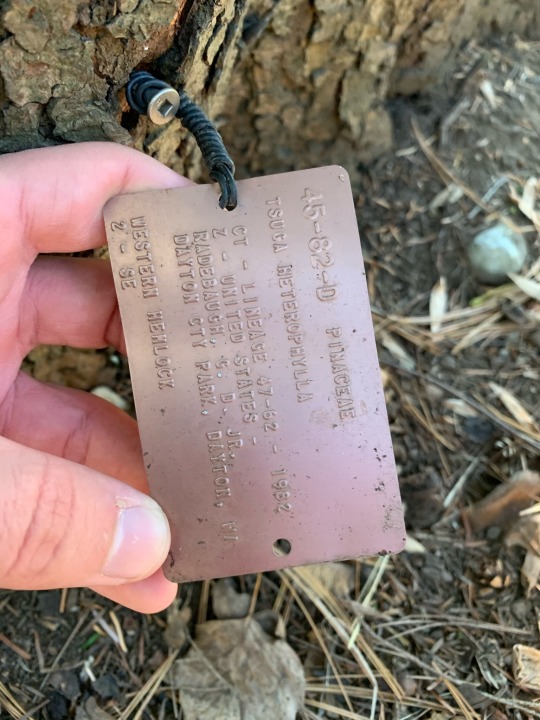 45-82-D PINACEAE
TSUGA HETEROPHYLLA
CT - LINEAGE 47-62 - 1982
Z - UNITED STATES -
RADEBAUGH, G. D. JR.
DAYTON CTY PARK, DAYTON, WA
WESTERN HEMLOCK
2 - SE